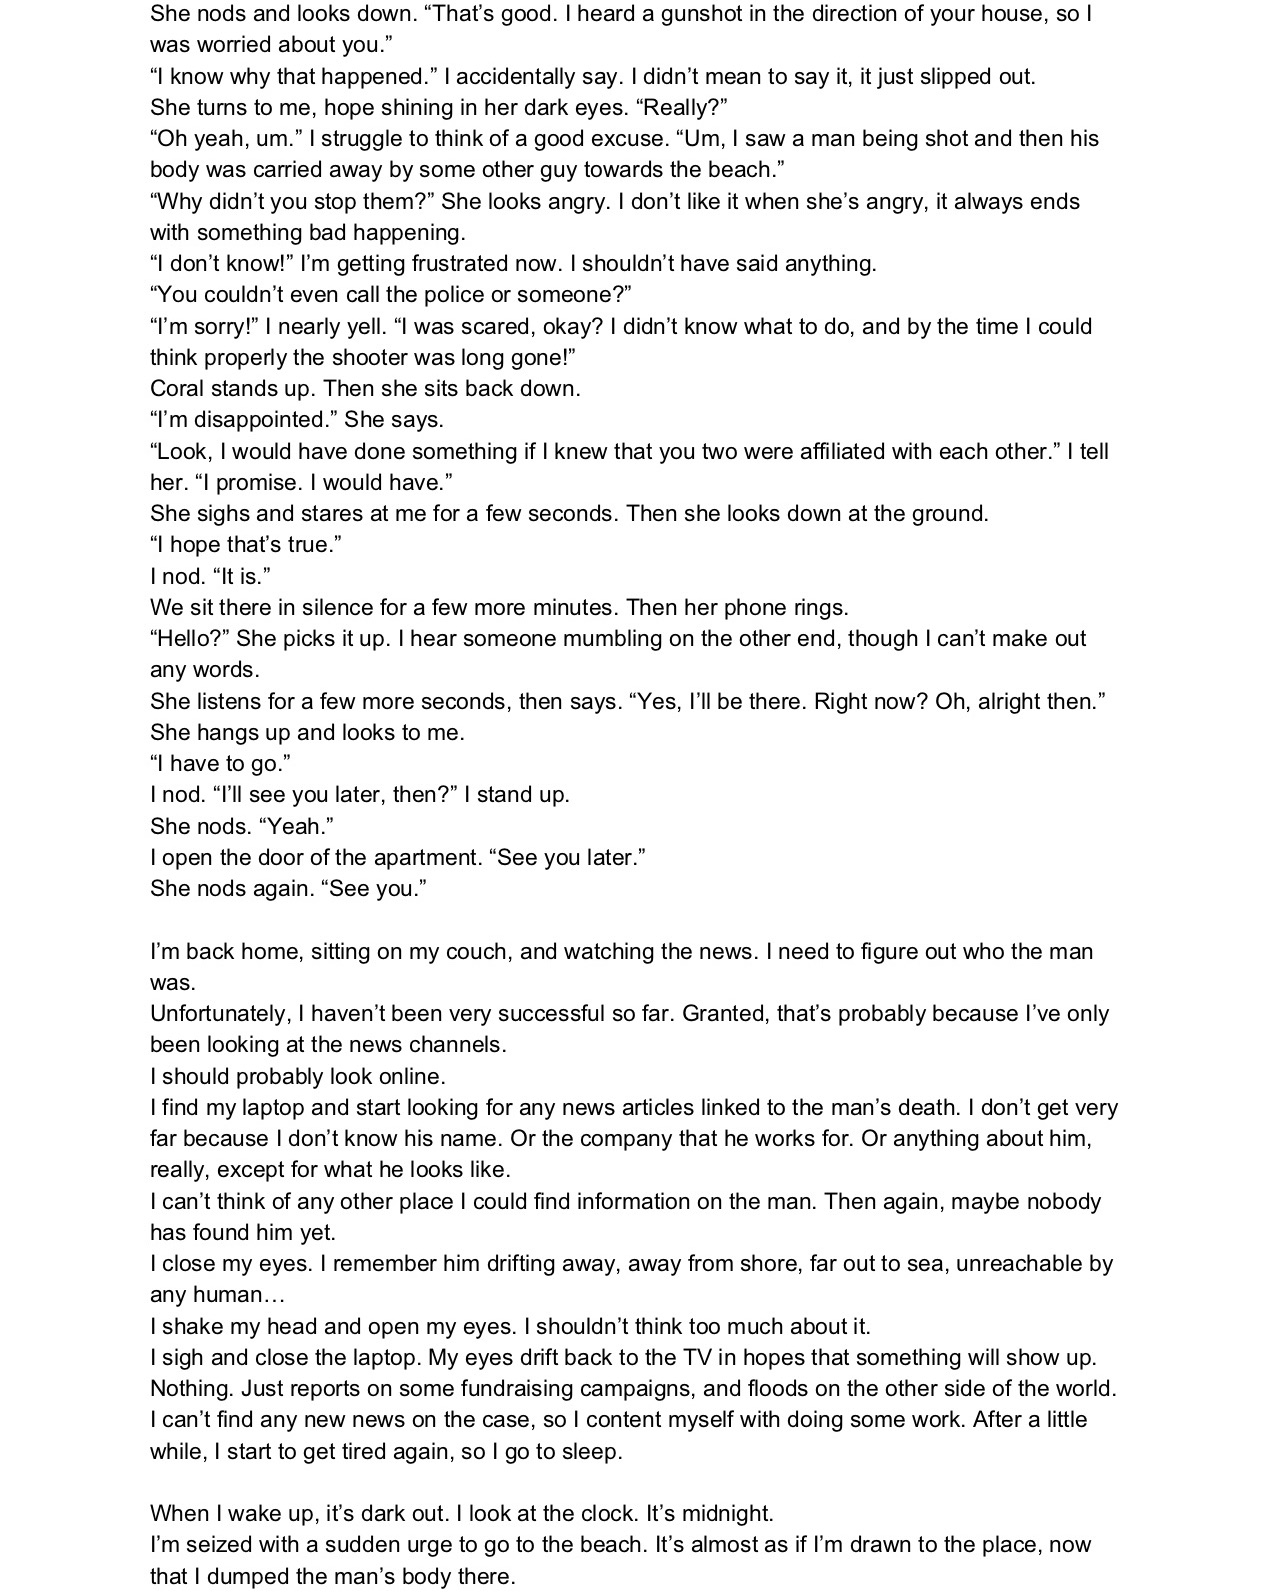 She nods and looks down. “That’s good. I heard a gunshot in the direction of your house, so I
was worried about you.”
“I know why that happened.” I accidentally say. I didn’t mean to say it, it just slipped out.
She turns to me, hope shining in her dark eyes. “Really?”
“Oh yeah, um.” I struggle to think of a good excuse. “Um, I saw a man being shot and then his
body was carried away by some other guy towards the beach.”
“Why didn’t you stop them?” She looks angry. I don’t like it when she’s angry, it always ends
with something bad happening.
“I don’t know!” I’m getting frustrated now. I shouldn’t have said anything.
“You couldn’t even call the police or someone?”
“I’m sorry!” I nearly yell. “I was scared, okay? I didn’t know what to do, and by the time I could
think properly the shooter was long gone!”
Coral stands up. Then she sits back down.
“I’m disappointed.” She says.
“Look, I would have done something if I knew that you two were affiliated with each other.” I tell
her. “I promise. I would have.”
She sighs and stares at me for a few seconds. Then she looks down at the ground.
“I hope that’s true.”
I nod. “It is.”
We sit there in silence for a few more minutes. Then her phone rings.
“Hello?” She picks it up. I hear someone mumbling on the other end, though I can’t make out
any words.
She listens for a few more seconds, then says. “Yes, I’ll be there. Right now? Oh, alright then.”
She hangs up and looks to me.
“I have to go.”
I nod. “I’ll see you later, then?” I stand up.
She nods. “Yeah.”
I open the door of the apartment. “See you later.”
She nods again. “See you.”
I’m back home, sitting on my couch, and watching the news. I need to figure out who the man
was.
Unfortunately, I haven’t been very successful so far. Granted, that’s probably because I’ve only
been looking at the news channels.
I should probably look online.
I find my laptop and start looking for any news articles linked to the man’s death. I don’t get very
far because I don’t know his name. Or the company that he works for. Or anything about him,
really, except for what he looks like.
I can’t think of any other place I could find information on the man. Then again, maybe nobody
has found him yet.
I close my eyes. I remember him drifting away, away from shore, far out to sea, unreachable by
any human…
I shake my head and open my eyes. I shouldn’t think too much about it.
I sigh and close the laptop. My eyes drift back to the TV in hopes that something will show up.
Nothing. Just reports on some fundraising campaigns, and floods on the other side of the world.
I can’t find any new news on the case, so I content myself with doing some work. After a little
while, I start to get tired again, so I go to sleep.
When I wake up, it’s dark out. I look at the clock. It’s midnight.
I’m seized with a sudden urge to go to the beach. It’s almost as if I’m drawn to the place, now
that I dumped the man’s body there.